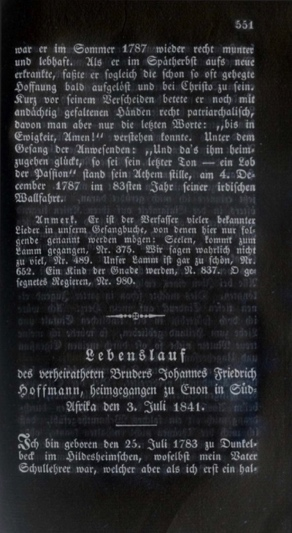 551
war er im Sommer 1787 wieder recht munter
und lebhaft. Als er im Spätherbst aufs neue
erkrankte, faßte er sogleich die schon so oft gehegte
Hoffnung bald aufgelöst und bei Christo zu sein.
Kurz vor seinem Verscheiden betete er noch mit
andächtig gefaltenen Händen recht patriarchalisch,
davon man aber nur die letzten Worte: „bis in
Ewigkeit, Amen!“ verstehen konnte. Unter dem
Gesang der Anwesenden: „Und da's ihm heim-
zugehen glückt, so sei sein letzter Ton — ein Lob
der Passion“ stand sein Athem stille, am 4. De-
cember 1787 im 83sten Jahr seiner irdischen
Wallfahrt.
Anmerk. Er ist der Verfasser vieler bekannter
Lieder in unserm Gesangbuche, von denen hier nur fol-
gende genannt werden mögen: Seelen, kommt zum
Lamm gegangen, Nr. 375. Wir sagen wahrlich nicht
zu viel, Nr. 489. Unser Lamm ist gar zu schön, Nr.
652. Ein Kind der Gnade werden, N. 837. O ge-
segnetes Regieren, Nr. 980.
Lebenslauf
des verheiratheten Bruders Johannes Friedrich
Hoffmann, heimgegangen zu Enon in Süd-
Afrika den 3. Juli 1841.
Ich bin geboren den 25. Juli 1783 zu Dunkel-
beck im Hildesheimschen, woselbst mein Vater
Schullehrer war, welcher aber als ich erst ein hal-